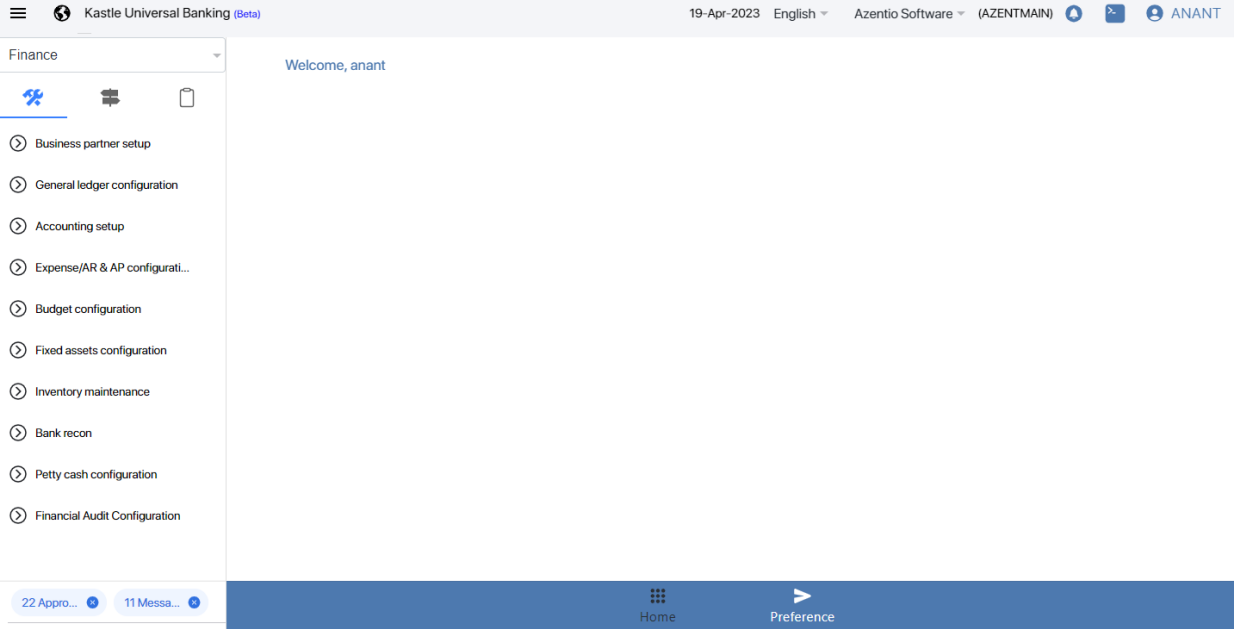 Kastle Universal Banking (Beta)
19-Apr-2023 English Azentio Software (AZENTMAIN) ANANT
Finance
Welcome, anant
Business partner setup
General ledger configuration
Accounting setup
Expense/AR & AP configurati...
Budget configuration
Fixed assets configuration
Inventory maintenance
Bank recon
Petty cash configuration
Financial Audit Configuration
22 Appro... 11 Messa...
Home Preference